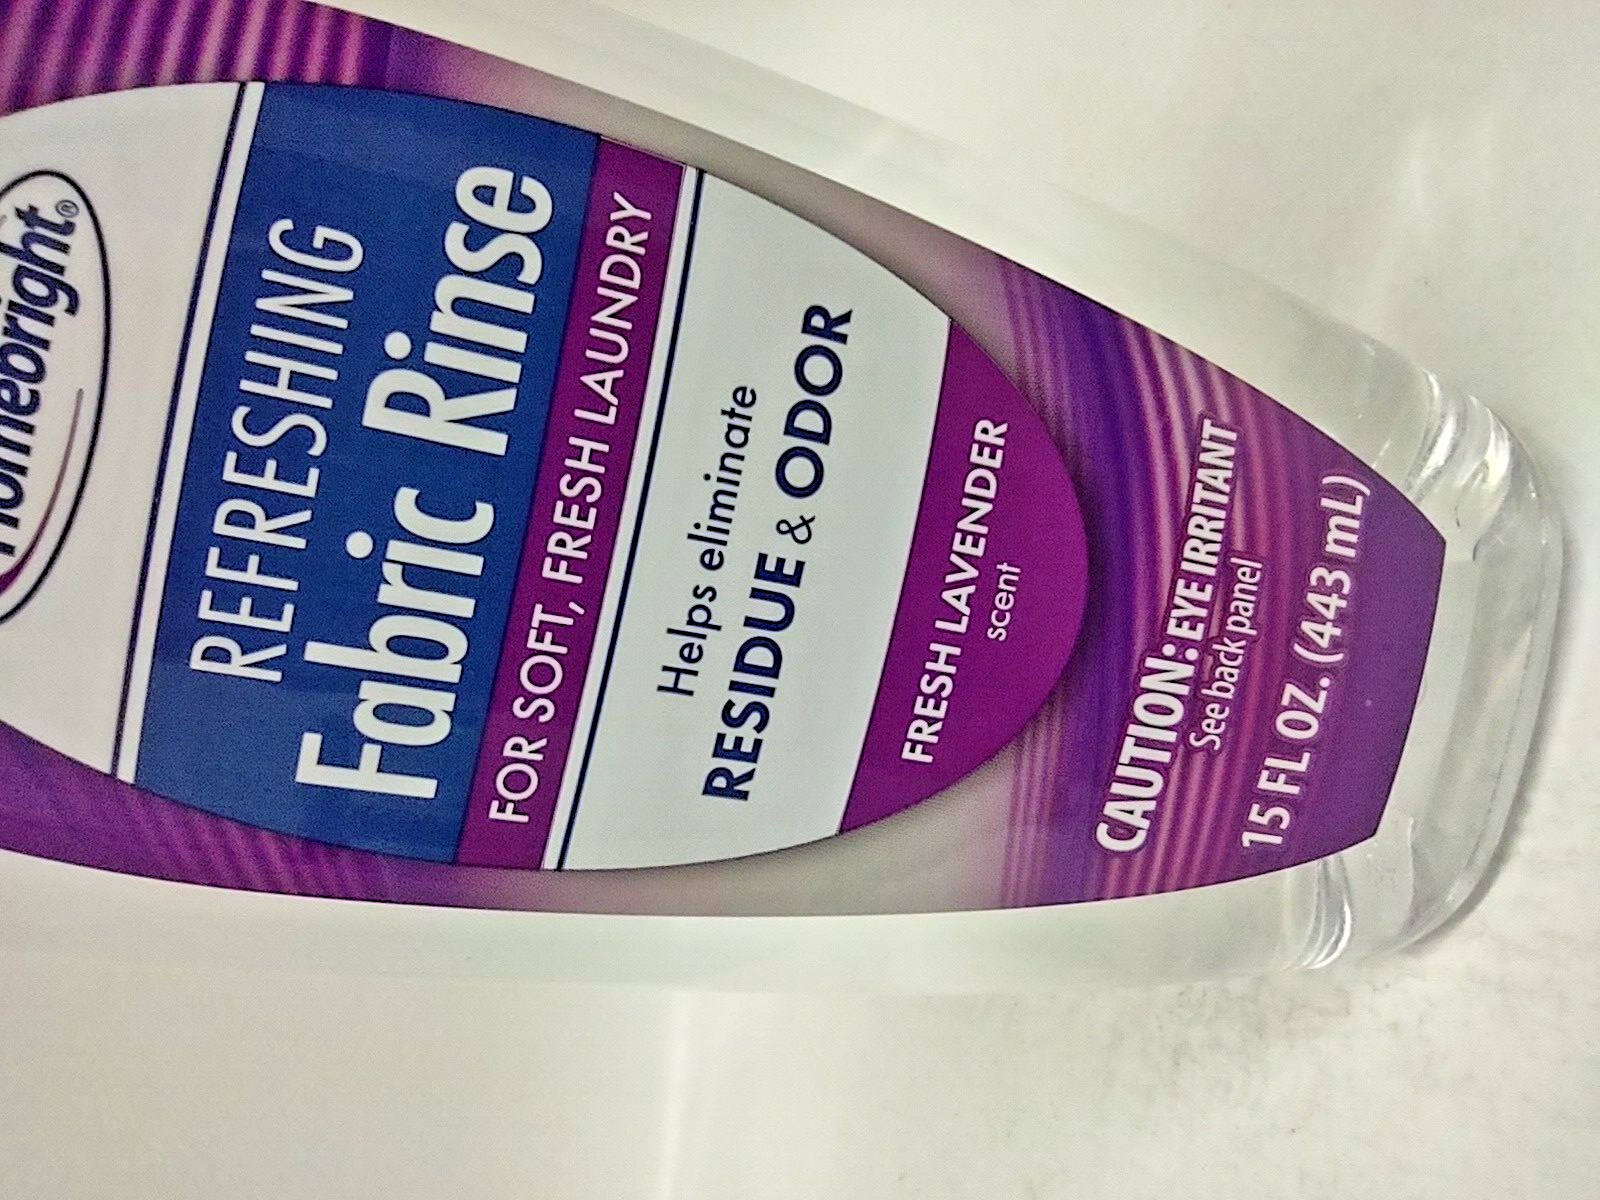 Homebright®
REFRESHING
Fabric Rinse
FOR SOFT, FRESH LAUNDRY
Helps eliminate
RESIDUE & ODOR
FRESH LAVENDER
scent
CAUTION: EYE IRRITANT
See back panel
15 FL OZ. (443 mL)